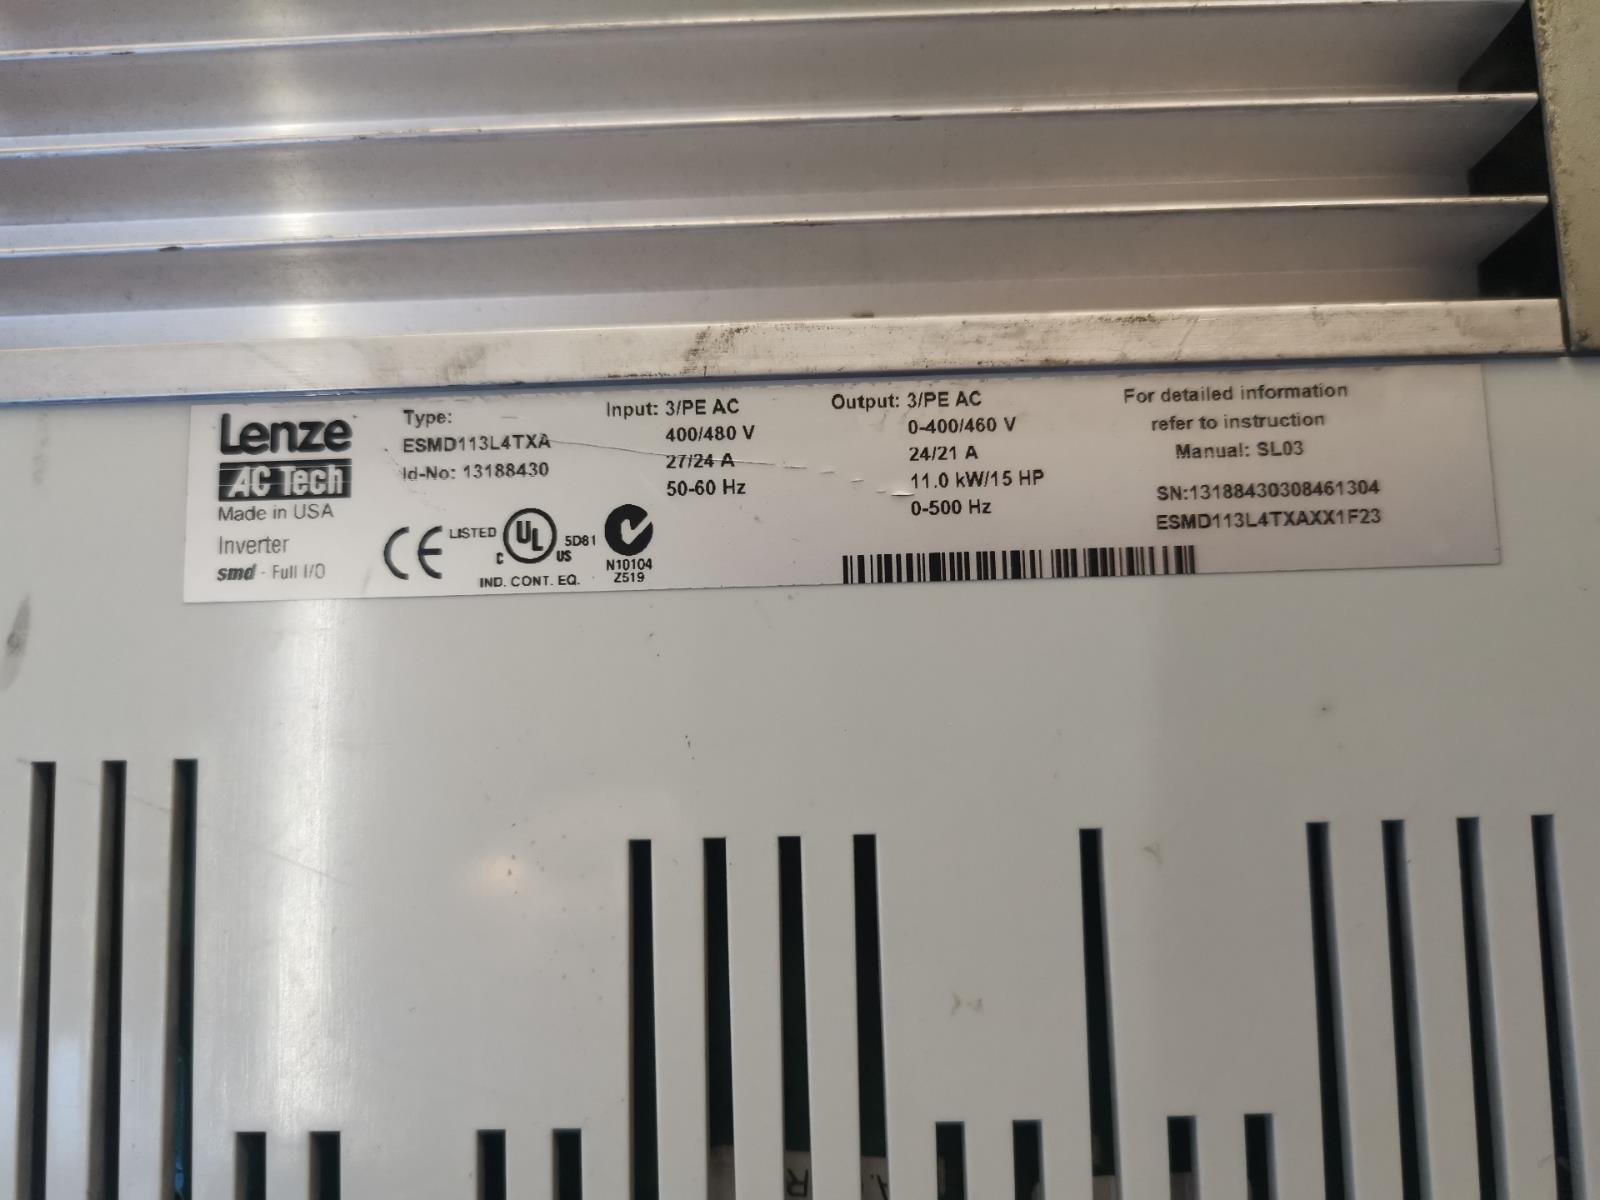 Lenze
AC Tech
Made in USA
Inverter
smd - Full I/O
Type:
ESMD113L4TXA
Id-No: 13188430
CE
LISTED
UL
C
US
5D81
IND. CONT. EQ.
N10104
Z519
Input: 3/PE AC
400/480 V
27/24 A
50-60 Hz
Output: 3/PE AC
0-400/460 V
24/21 A
11.0 kW/15 HP
0-500 Hz
For detailed information
refer to instruction
Manual: SL03
SN:13188430308461304
ESMD113L4TXAXX1F23